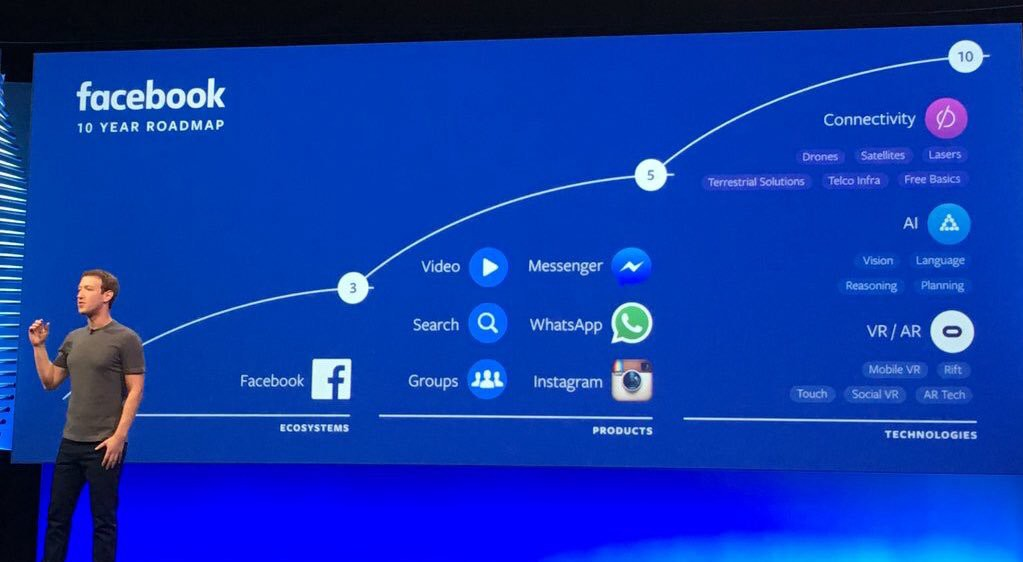 facebook
10 YEAR ROADMAP
3
5
10
Facebook
ECOSYSTEMS
Video
Messenger
Search
WhatsApp
Groups
Instagram
PRODUCTS
Connectivity
Drones Satellites Lasers
Terrestrial Solutions Telco Infra Free Basics
AI
Vision Language
Reasoning Planning
VR / AR
Mobile VR Rift
Touch Social VR AR Tech
TECHNOLOGIES